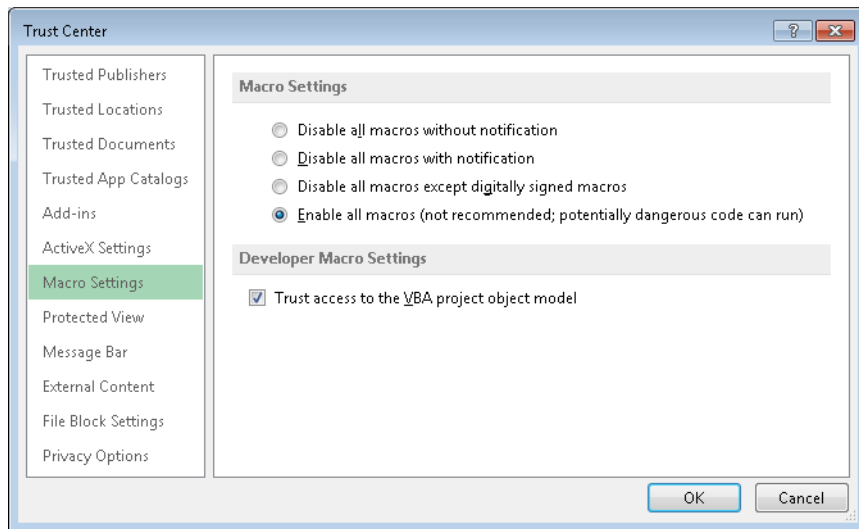 Trust Center
Trusted Publishers
Trusted Locations
Trusted Documents
Trusted App Catalogs
Add-ins
ActiveX Settings
Macro Settings
Protected View
Message Bar
External Content
File Block Settings
Privacy Options
Macro Settings
Disable all macros without notification
Disable all macros with notification
Disable all macros except digitally signed macros
Enable all macros (not recommended; potentially dangerous code can run)
Developer Macro Settings
Trust access to the VBA project object model
OK
Cancel